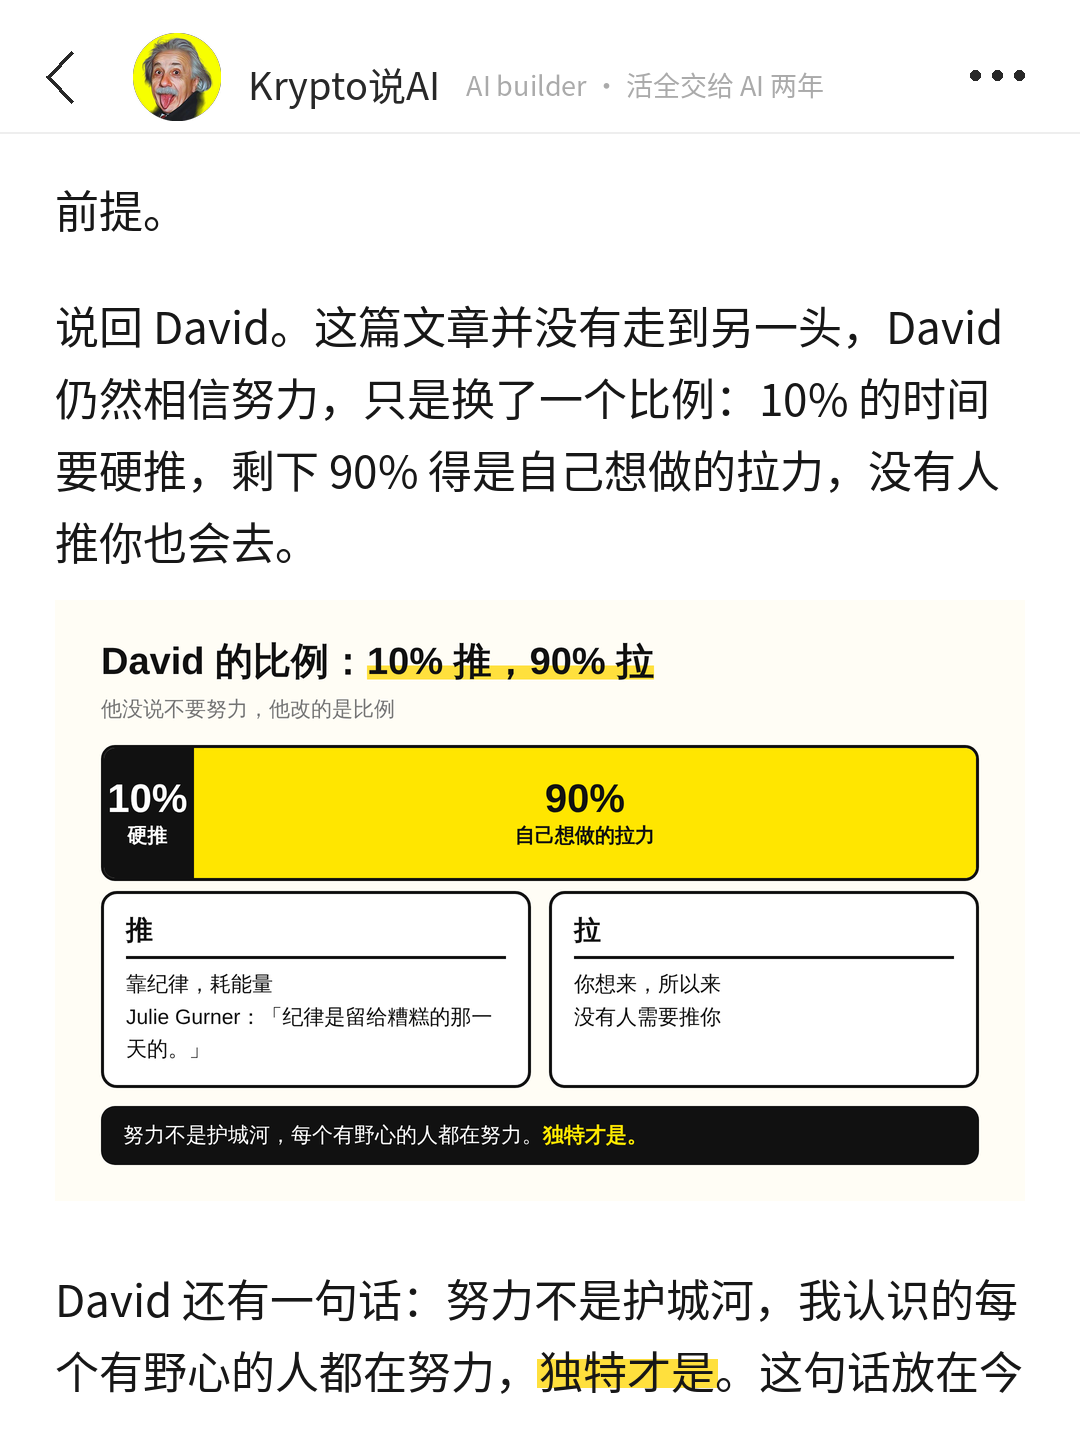 Krypto说AI AI builder · 活全交给 AI 两年
前提。
说回 David。这篇文章并没有走到另一头，David
仍然相信努力，只是换了一个比例：10% 的时间
要硬推，剩下 90% 得是自己想做的拉力，没有人
推你也会去。
David 的比例：10% 推，90% 拉
他没说不要努力，他改的是比例
10%
硬推
90%
自己想做的拉力
推
靠纪律，耗能量
Julie Gurner：「纪律是留给糟糕的那一
天的。」
拉
你想来，所以来
没有人需要推你
努力不是护城河，每个有野心的人都在努力。独特才是。
David 还有一句话：努力不是护城河，我认识的每
个有野心的人都在努力，独特才是。这句话放在今